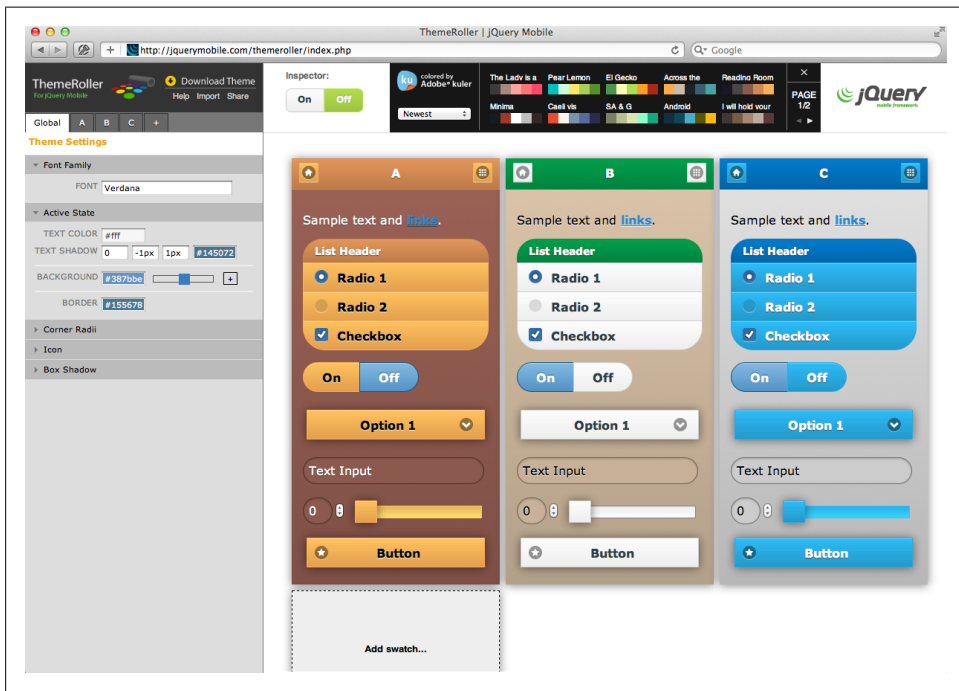 ThemeRoller | jQuery Mobile
http://jquerymobile.com/themeroller/index.php
Google
ThemeRoller
For jQuery Mobile
Download Theme
Help Import Share
Inspector:
On Off
ku colored by
Adobe® kuler
Newest
The Lady is a Pear Lemon El Gecko Across the Reading Room
Minima Caeli vis SA & G Android I will hold your
PAGE
1/2
jQuery
mobile framework
Global A B C +
Theme Settings
Font Family
FONT Verdana
Active State
TEXT COLOR #fff
TEXT SHADOW 0 -1px 1px #145072
BACKGROUND #387bbe +
BORDER #155678
Corner Radii
Icon
Box Shadow
A
Sample text and links.
List Header
Radio 1
Radio 2
Checkbox
On Off
Option 1
Text Input
0
Button
B
Sample text and links.
List Header
Radio 1
Radio 2
Checkbox
On Off
Option 1
Text Input
0
Button
C
Sample text and links.
List Header
Radio 1
Radio 2
Checkbox
On Off
Option 1
Text Input
0
Button
Add swatch...